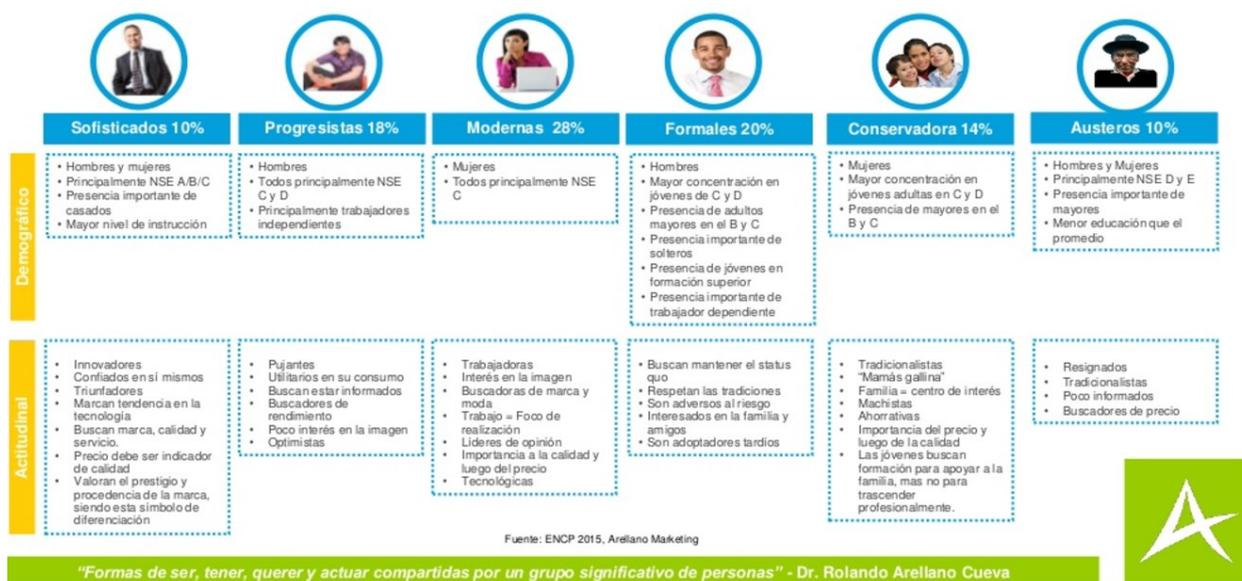 Sofisticados 10%
Progresistas 18%
Modernas 28%
Formales 20%
Conservadora 14%
Austeros 10%
Demográfico
• Hombres y mujeres
• Principalmente NSE A/B/C
• Presencia importante de
casados
• Mayor nivel de instrucción
• Hombres
• Todos principalmente NSE
C y D
• Principalmente trabajadores
independientes
• Mujeres
• Todos principalmente NSE
C
• Hombres
• Mayor concentración en
jóvenes de C y D
• Presencia de adultos
mayores en el B y C
• Presencia importante de
solteros
• Presencia de jóvenes en
formación superior
• Presencia importante de
trabajador dependiente
• Mujeres
• Mayor concentración en
jóvenes adultas en C y D
• Presencia de mayores en el
B y C
• Hombres y Mujeres
• Principalmente NSE D y E
• Presencia importante de
mayores
• Menor educación que el
promedio
Actitudinal
• Innovadores
• Confiados en sí mismos
• Triunfadores
• Marcan tendencia en la
tecnología
• Buscan marca, calidad y
servicio.
• Precio debe ser indicador
de calidad
• Valoran el prestigio y
procedencia de la marca,
siendo esta símbolo de
diferenciación
• Pujantes
• Utilitarios en su consumo
• Buscan estar informados
• Buscadores de
rendimiento
• Poco interés en la imagen
• Optimistas
• Trabajadoras
• Interés en la imagen
• Buscadoras de marca y
moda
• Trabajo = Foco de
realización
• Líderes de opinión
• Importancia a la calidad y
luego del precio
• Tecnológicas
• Buscan mantener el status
quo
• Respetan las tradiciones
• Son adversos al riesgo
• Interesados en la familia y
amigos
• Son adoptadores tardios
• Tradicionalistas
• "Mamás gallina"
• Familia = centro de interés
• Machistas
• Ahorrativas
• Importancia del precio y
luego de la calidad
• Las jóvenes buscan
formación para apoyar a la
familia, mas no para
trascender
profesionalmente.
• Resignados
• Tradicionalistas
• Poco informados
• Buscadores de precio
Fuente: ENCP 2015, Arellano Marketing
"Formas de ser, tener, querer y actuar compartidas por un grupo significativo de personas" - Dr. Rolando Arellano Cueva